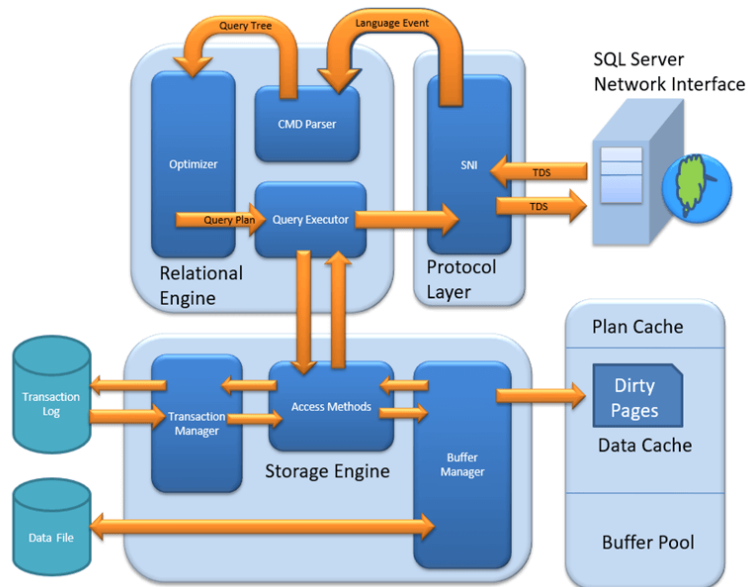 Query Tree
Language Event
SQL Server
Network Interface
CMD Parser
Optimizer
SNI
TDS
TDS
Query Plan
Query Executor
Relational
Engine
Protocol
Layer
Plan Cache
Dirty
Pages
Data Cache
Buffer Pool
Transaction
Log
Transaction
Manager
Access Methods
Storage Engine
Buffer
Manager
Data File